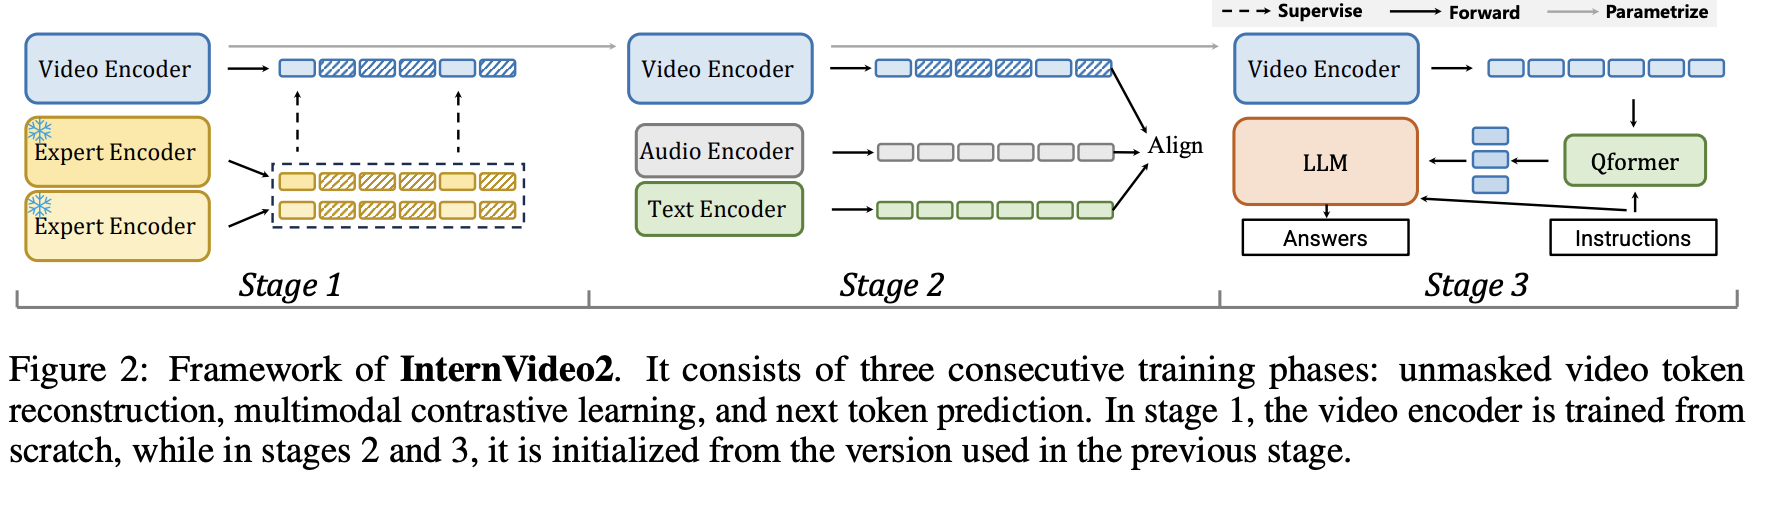 Supervise Forward Parametrize
Video Encoder
Expert Encoder
Expert Encoder
Stage 1
Video Encoder
Audio Encoder
Text Encoder
Align
Stage 2
Video Encoder
LLM
Qformer
Answers
Instructions
Stage 3
Figure 2: Framework of InternVideo2. It consists of three consecutive training phases: unmasked video token
reconstruction, multimodal contrastive learning, and next token prediction. In stage 1, the video encoder is trained from
scratch, while in stages 2 and 3, it is initialized from the version used in the previous stage.